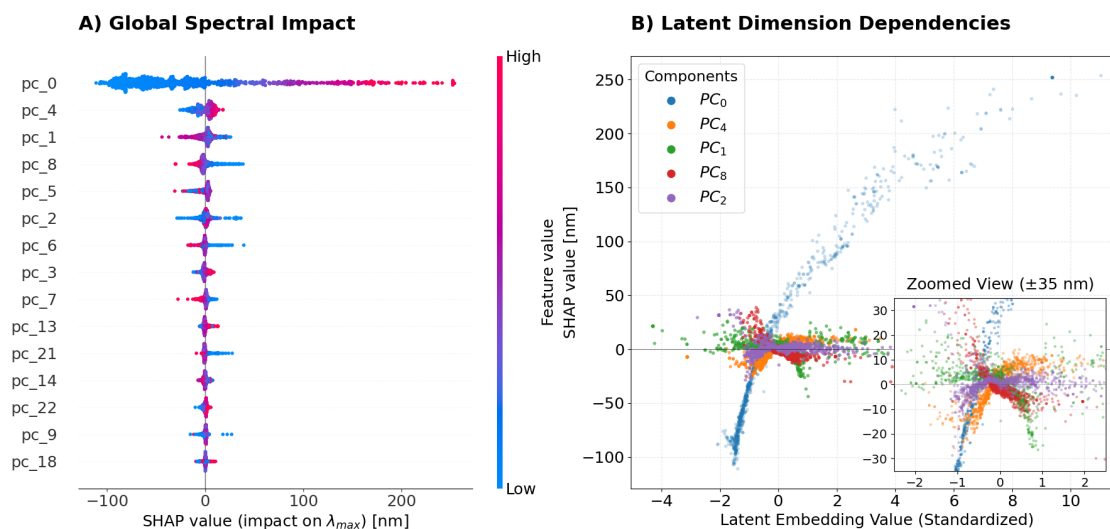 A) Global Spectral Impact
High
pc_0
pc_4
pc_1
pc_8
pc_5
pc_2
pc_6
pc_3
pc_7
pc_13
pc_21
pc_14
pc_22
pc_9
pc_18
Low
−100 0 100 200
SHAP value (impact on λmax) [nm]
Feature value
B) Latent Dimension Dependencies
Components
PC0
PC4
PC1
PC8
PC2
250
200
150
100
50
0
−50
−100
SHAP value [nm]
Zoomed View (±35 nm)
30
20
10
0
−10
−20
−30
−2 −1 0 1 2
−4 −2 0 2 4 6 8 10
Latent Embedding Value (Standardized)